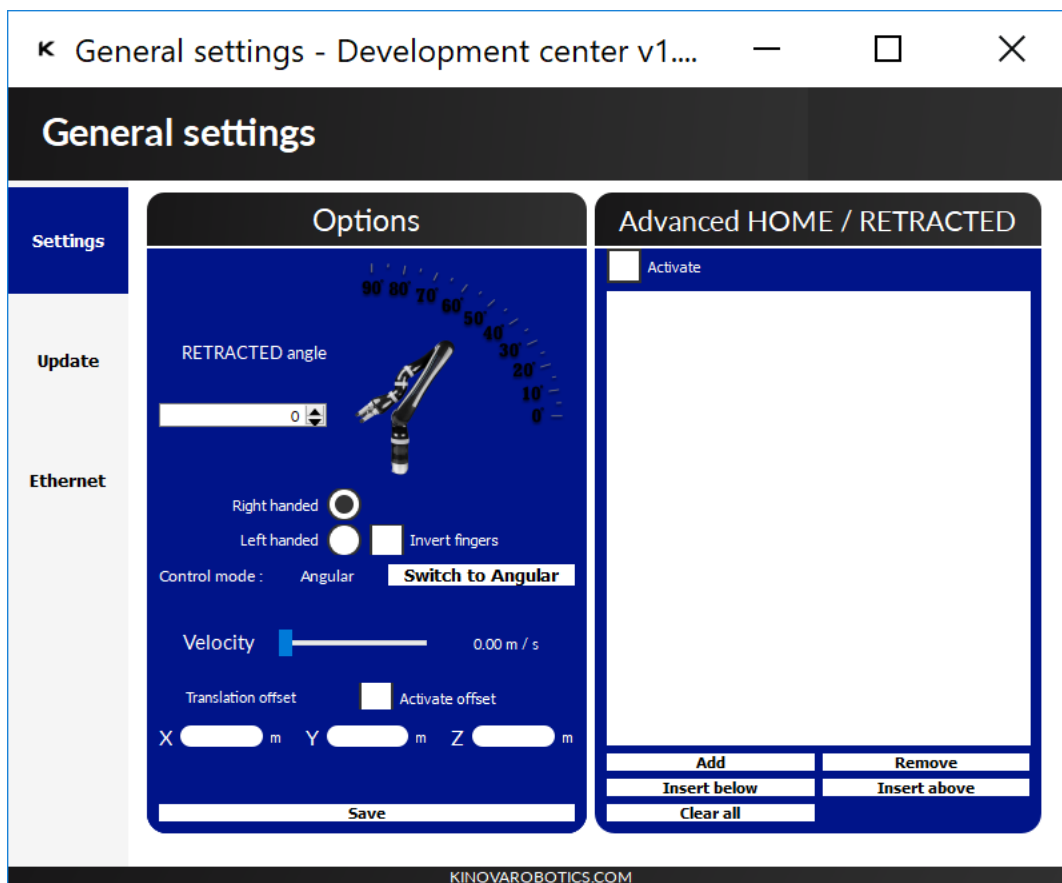 K General settings - Development center v1....
General settings
Settings
Update
Ethernet
Options
90° 80° 70° 60° 50° 40° 30° 20° 10° 0°
RETRACTED angle
0
Right handed
Left handed Invert fingers
Control mode : Angular Switch to Angular
Velocity 0.00 m / s
Translation offset Activate offset
X m Y m Z m
Save
Advanced HOME / RETRACTED
Activate
Add Remove
Insert below Insert above
Clear all
KINOVAROBOTICS.COM